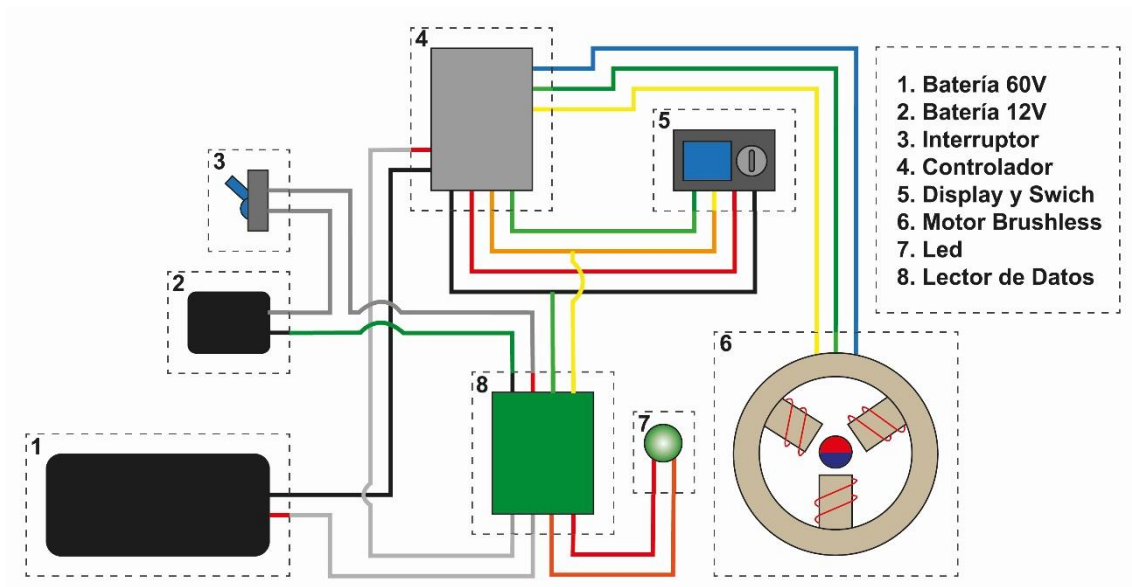 4
1. Batería 60V
2. Batería 12V
3. Interruptor
4. Controlador
5. Display y Swich
6. Motor Brushless
7. Led
8. Lector de Datos
5
3
2
6
8
7
1